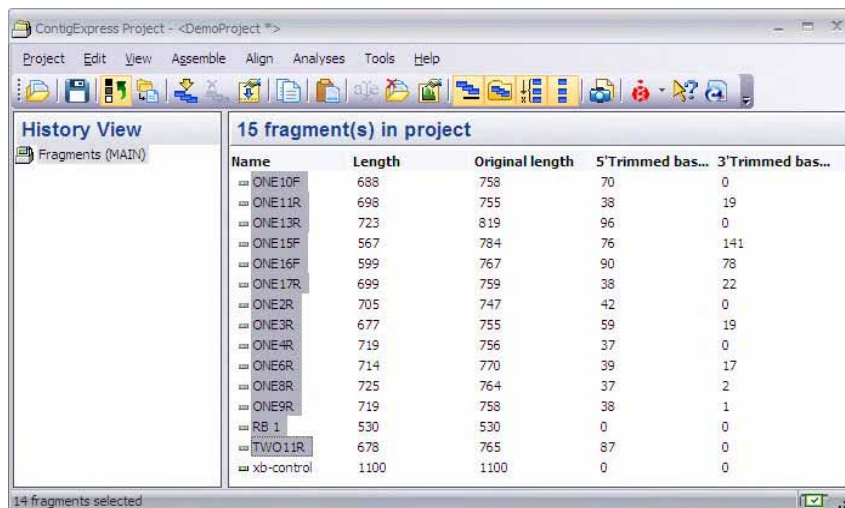 ContigExpress Project - <DemoProject *>
Project Edit View Assemble Align Analyses Tools Help
History View
15 fragment(s) in project
Fragments (MAIN)
Name Length Original length 5'Trimmed bas... 3'Trimmed bas...
ONE10F 688 758 70 0
ONE11R 698 755 38 19
ONE13R 723 819 96 0
ONE15F 567 784 76 141
ONE16F 599 767 90 78
ONE17R 699 759 38 22
ONE2R 705 747 42 0
ONE3R 677 755 59 19
ONE4R 719 756 37 0
ONE6R 714 770 39 17
ONE8R 725 764 37 2
ONE9R 719 758 38 1
RB 1 530 530 0 0
TWO11R 678 765 87 0
xb-control 1100 1100 0 0
14 fragments selected